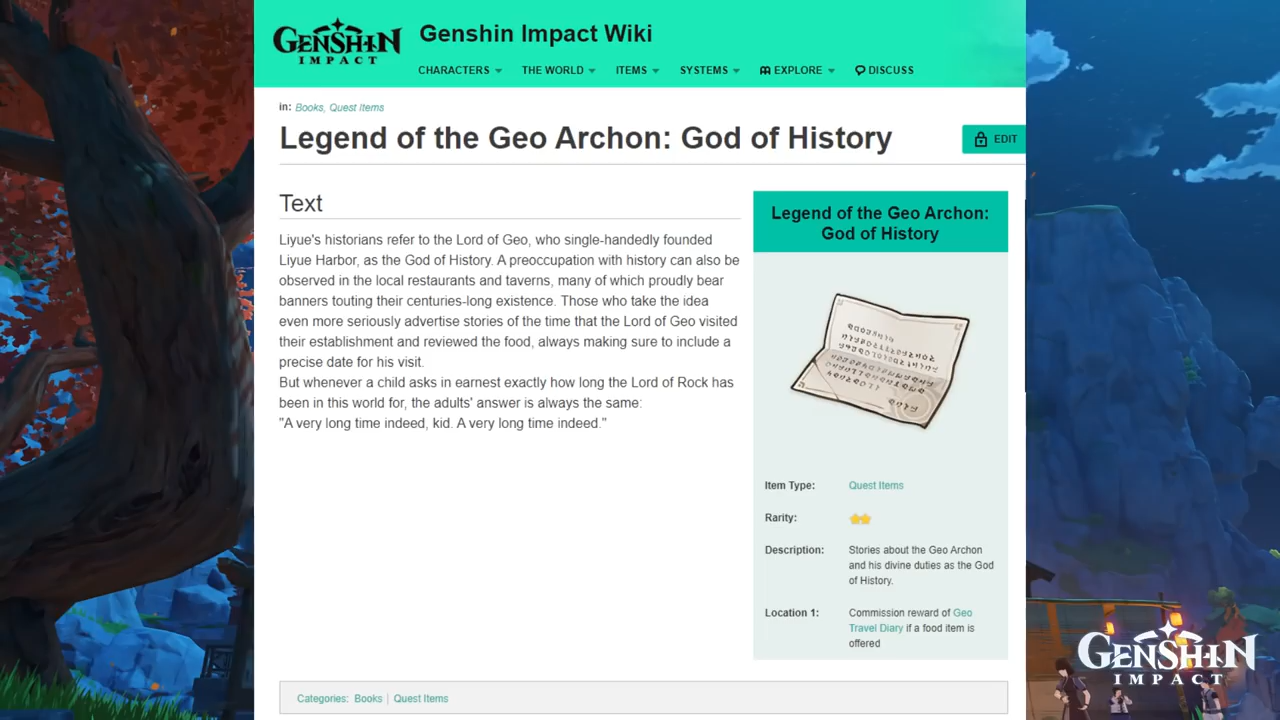 GENSHIN
IMPACT
Genshin Impact Wiki
CHARACTERS
THE WORLD
ITEMS
SYSTEMS
EXPLORE
DISCUSS
in: Books, Quest Items
Legend of the Geo Archon: God of History
EDIT
Text
Liyue's historians refer to the Lord of Geo, who single-handedly founded
Liyue Harbor, as the God of History. A preoccupation with history can also be
observed in the local restaurants and taverns, many of which proudly bear
banners touting their centuries-long existence. Those who take the idea
even more seriously advertise stories of the time that the Lord of Geo visited
their establishment and reviewed the food, always making sure to include a
precise date for his visit.
But whenever a child asks in earnest exactly how long the Lord of Rock has
been in this world for, the adults' answer is always the same:
"A very long time indeed, kid. A very long time indeed."
Legend of the Geo Archon:
God of History
Item Type: Quest Items
Rarity:
Description: Stories about the Geo Archon
and his divine duties as the God
of History.
Location 1: Commission reward of Geo
Travel Diary if a food item is
offered
Categories: Books | Quest Items
GENSHIN
IMPACT